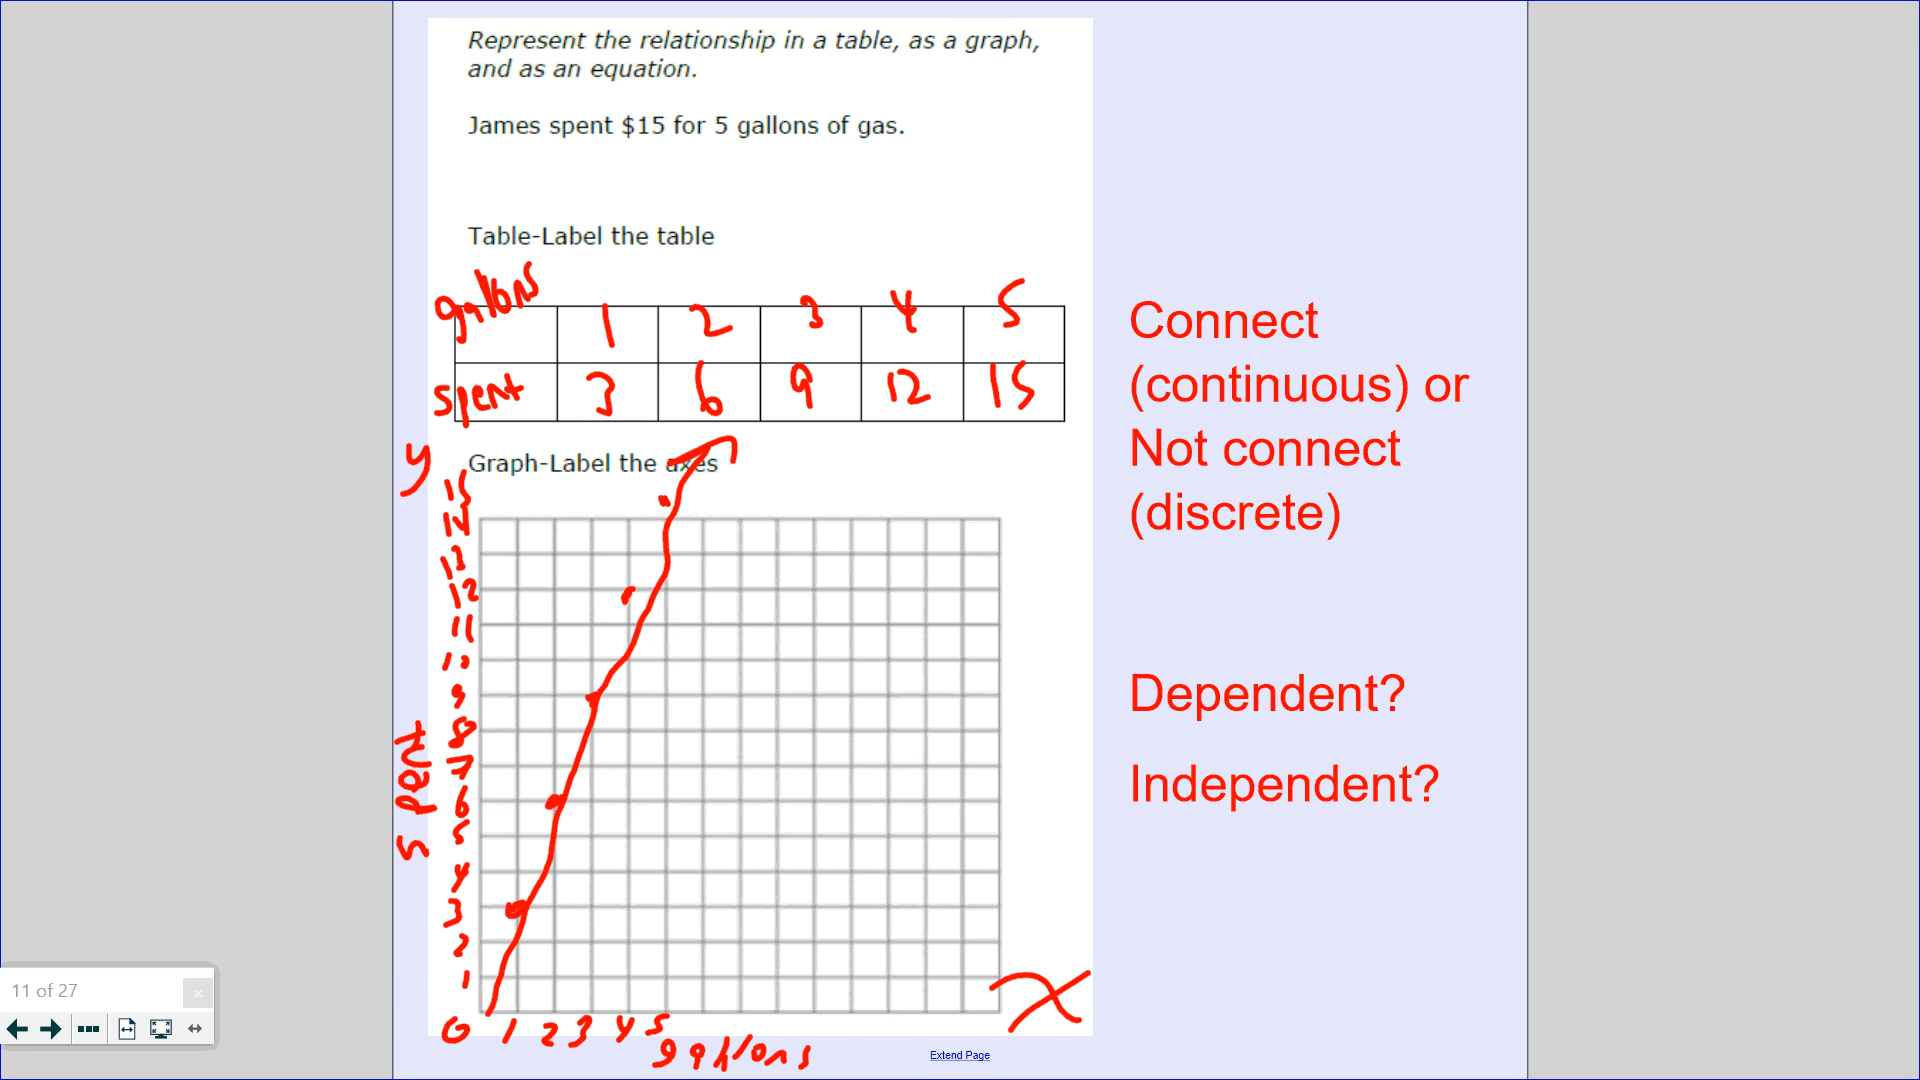 Represent the relationship in a table, as a graph,
and as an equation.
James spent $15 for 5 gallons of gas.
Table-Label the table
gallons 1 2 3 4 5
spent 3 6 9 12 15
y
Graph-Label the axes
15
14
13
12
11
10
9
8
7
6
5
4
3
2
1
spent
0 1 2 3 4 5
x
gallons
Connect
(continuous) or
Not connect
(discrete)
Dependent?
Independent?
11 of 27
Extend Page